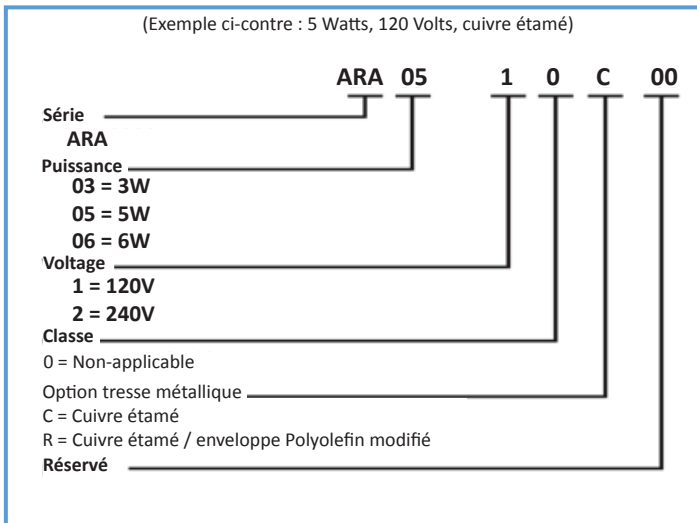 (Exemple ci-contre : 5 Watts, 120 Volts, cuivre étamé)
ARA 05 1 0 C 00
Série
ARA
Puissance
03 = 3W
05 = 5W
06 = 6W
Voltage
1 = 120V
2 = 240V
Classe
0 = Non-applicable
Option tresse métallique
C = Cuivre étamé
R = Cuivre étamé / enveloppe Polyolefin modifié
Réservé